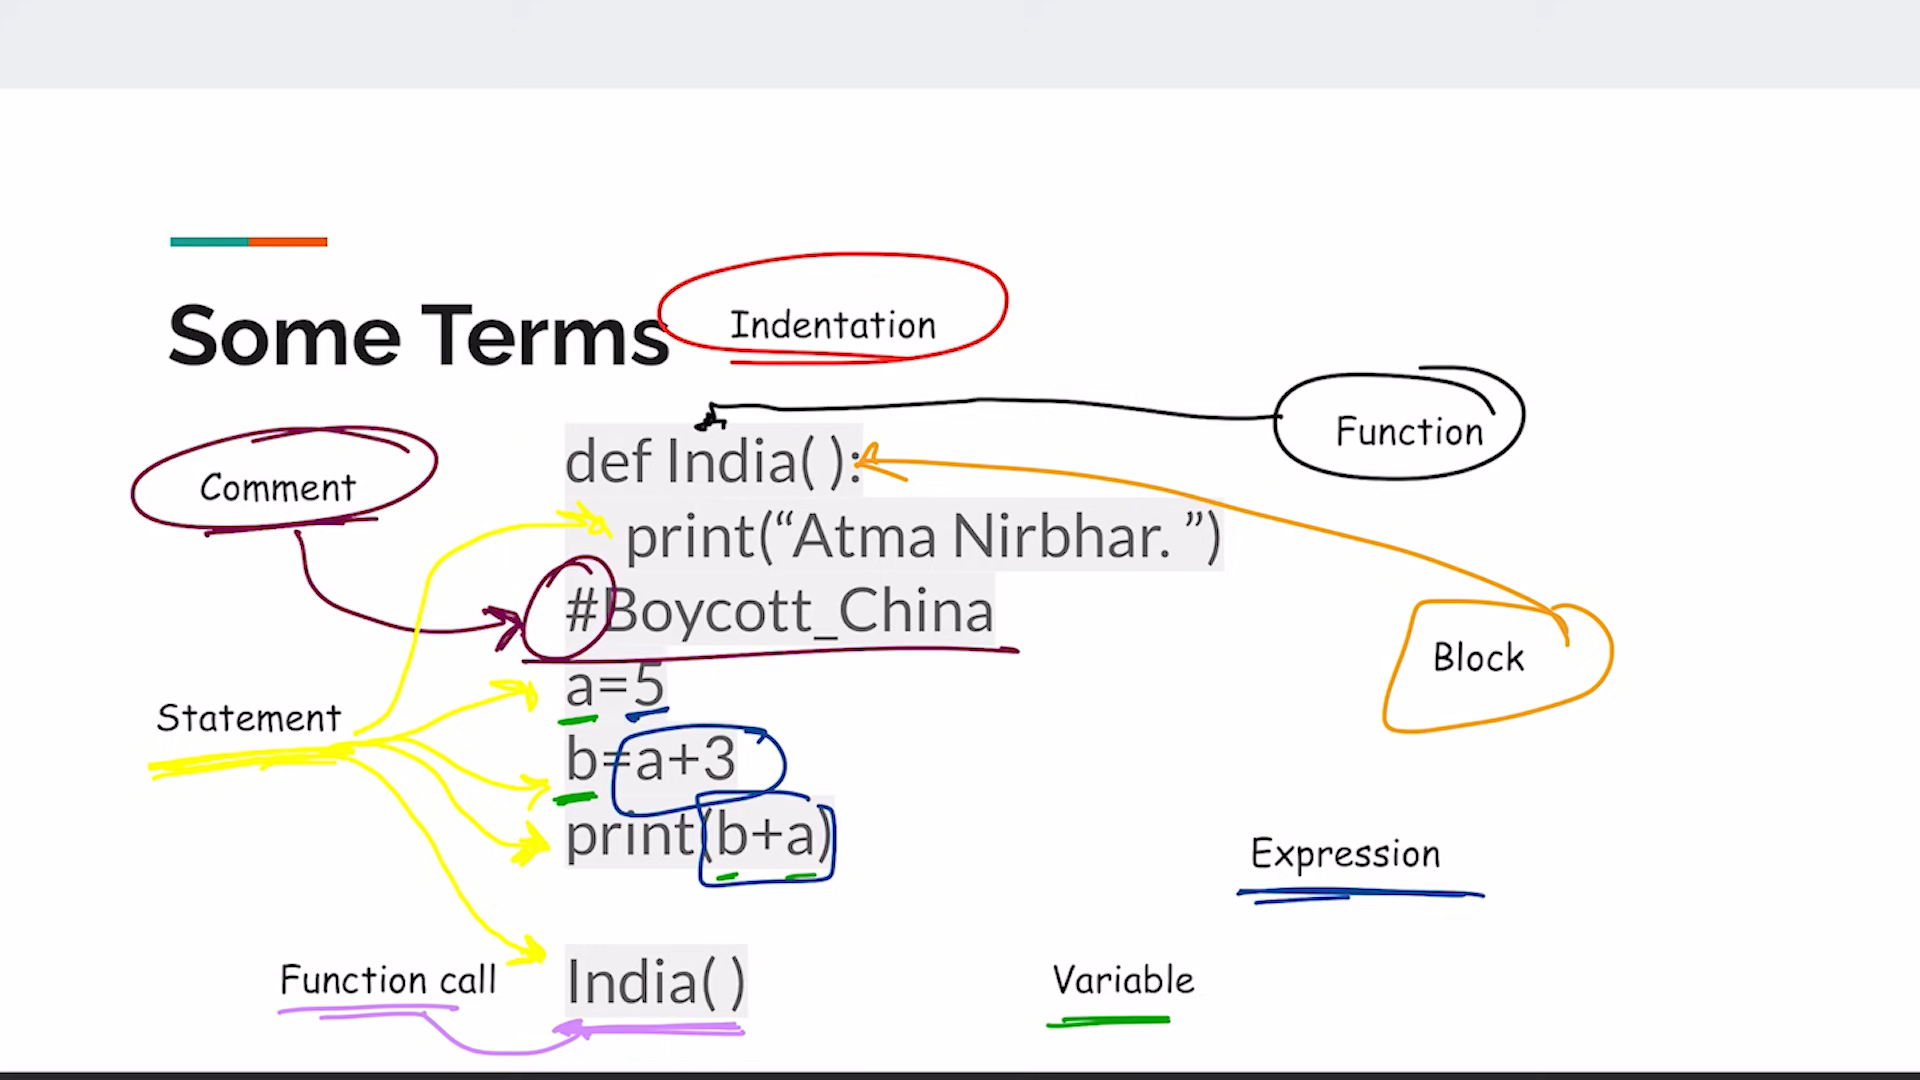 Some Terms
Indentation
Function
def India( ):
Comment
print(“Atma Nirbhar. ”)
#Boycott_China
Block
a=5
Statement
b=a+3
print(b+a)
Expression
Function call
India( )
Variable